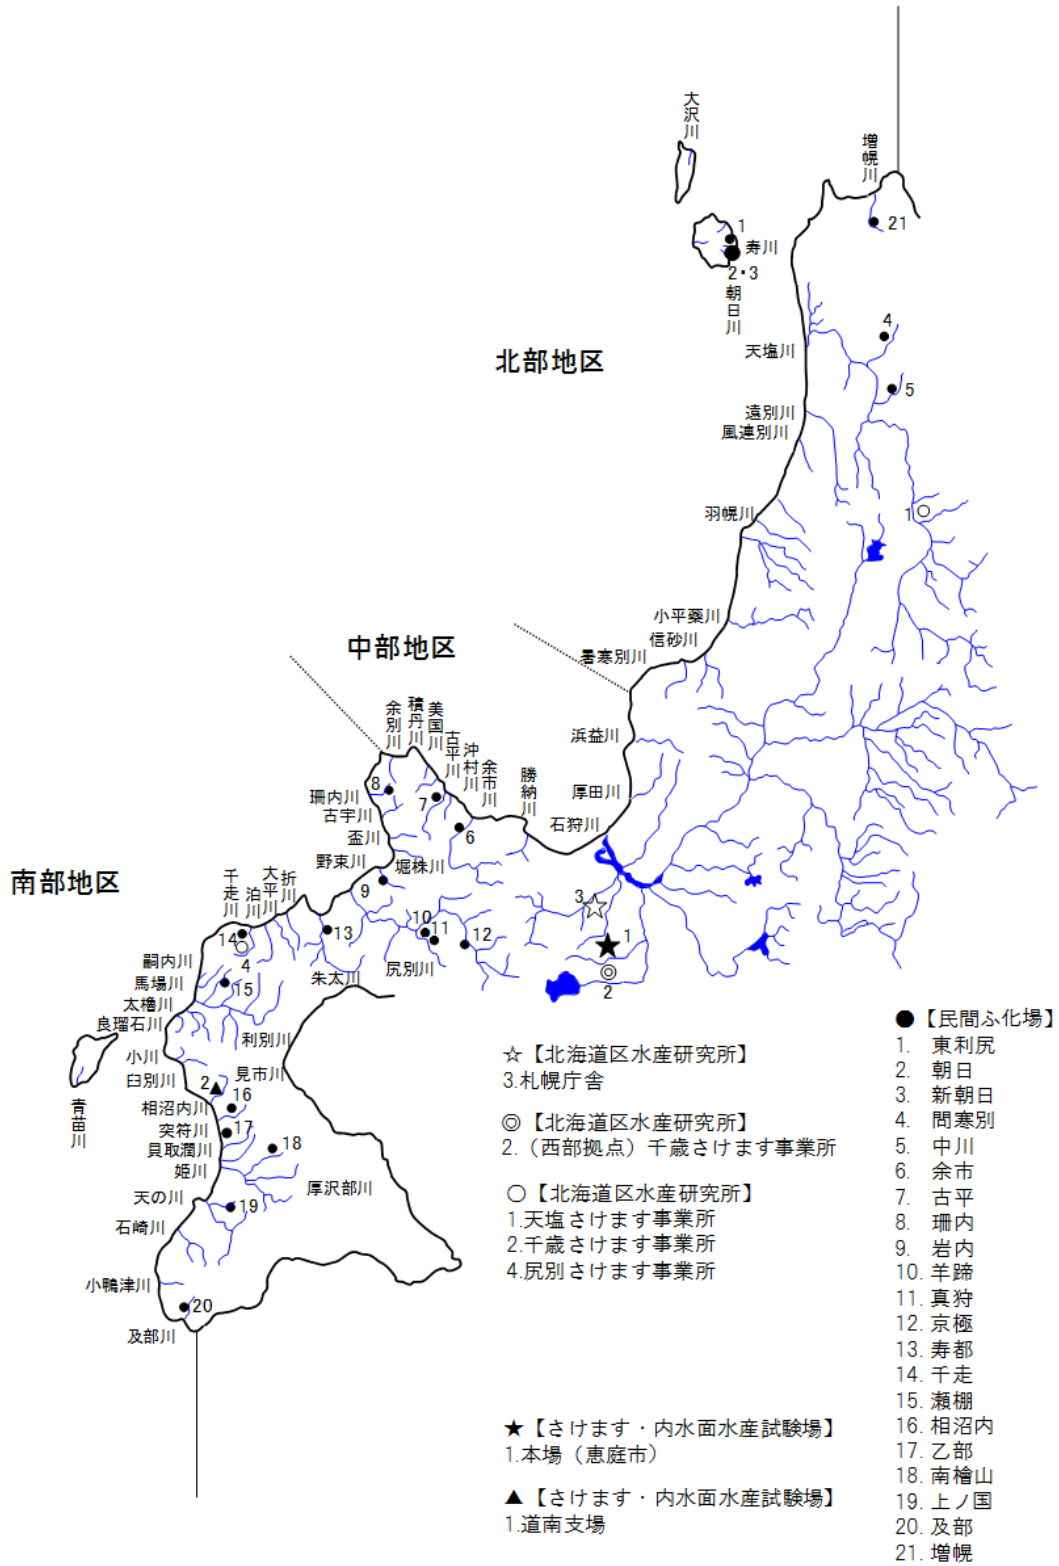 大沢川
増幌川
21
1
寿川
2・3
朝日川
4
北部地区
天塩川
5
遠別川
風連別川
羽幌川
1
小平蘂川
信砂川
暑寒別川
中部地区
余別川
積丹川
美国川
古平川
沖村川
余市川
勝納川
浜益川
厚田川
石狩川
8
7
6
珊内川
古宇川
盃川
野束川
堀株川
9
南部地区
千走川
泊川
大平川
折川
14
4
13
10
11
12
3
1
2
尻別川
朱太川
嗣内川
馬場川
15
太櫓川
良瑠石川
利別川
小川
臼別川
見市川
2
青苗川
相沼内川
16
突符川
17
貝取澗川
18
姫川
厚沢部川
天の川
19
石崎川
小鴨津川
20
及部川
☆【北海道区水産研究所】
3.札幌庁舎
◎【北海道区水産研究所】
2.（西部拠点）千歳さけます事業所
○【北海道区水産研究所】
1.天塩さけます事業所
2.千歳さけます事業所
4.尻別さけます事業所
★【さけます・内水面水産試験場】
1.本場（恵庭市）
▲【さけます・内水面水産試験場】
1.道南支場
●【民間ふ化場】
1. 東利尻
2. 朝日
3. 新朝日
4. 問寒別
5. 中川
6. 余市
7. 古平
8. 珊内
9. 岩内
10. 羊蹄
11. 真狩
12. 京極
13. 寿都
14. 千走
15. 瀬棚
16. 相沼内
17. 乙部
18. 南檜山
19. 上ノ国
20. 及部
21. 増幌